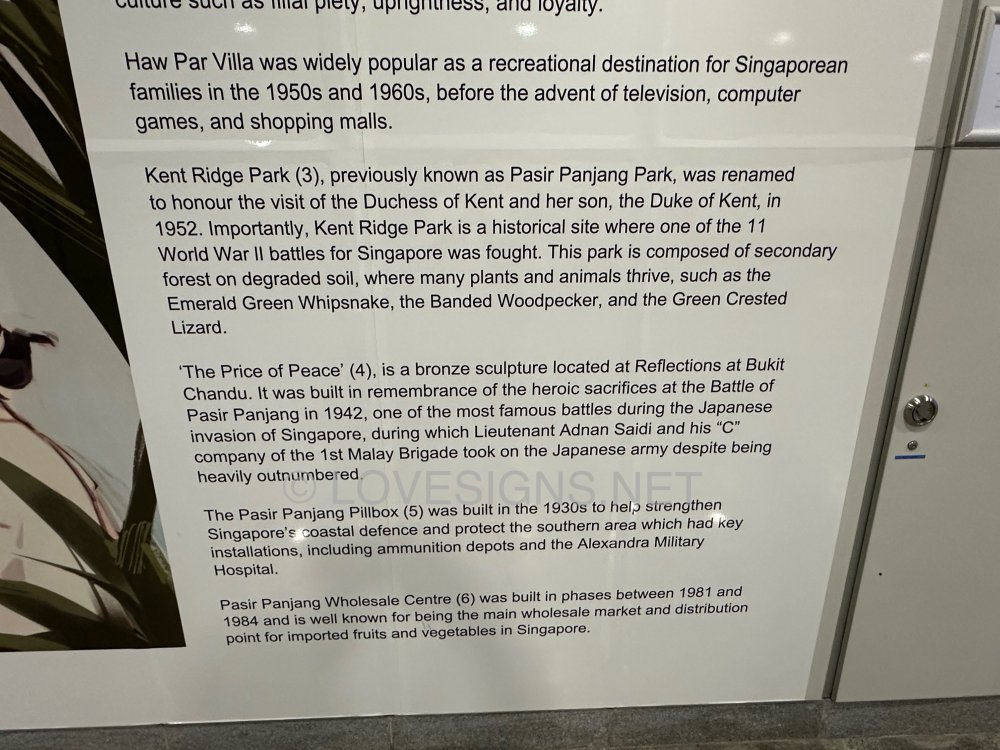 culture such as filial piety, uprightness, and loyalty.
Haw Par Villa was widely popular as a recreational destination for Singaporean
families in the 1950s and 1960s, before the advent of television, computer
games, and shopping malls.
Kent Ridge Park (3), previously known as Pasir Panjang Park, was renamed
to honour the visit of the Duchess of Kent and her son, the Duke of Kent, in
1952. Importantly, Kent Ridge Park is a historical site where one of the 11
World War II battles for Singapore was fought. This park is composed of secondary
forest on degraded soil, where many plants and animals thrive, such as the
Emerald Green Whipsnake, the Banded Woodpecker, and the Green Crested
Lizard.
‘The Price of Peace’ (4), is a bronze sculpture located at Reflections at Bukit
Chandu. It was built in remembrance of the heroic sacrifices at the Battle of
Pasir Panjang in 1942, one of the most famous battles during the Japanese
invasion of Singapore, during which Lieutenant Adnan Saidi and his “C”
company of the 1st Malay Brigade took on the Japanese army despite being
heavily outnumbered.
© LOVESIGNS.NET
The Pasir Panjang Pillbox (5) was built in the 1930s to help strengthen
Singapore’s coastal defence and protect the southern area which had key
installations, including ammunition depots and the Alexandra Military
Hospital.
Pasir Panjang Wholesale Centre (6) was built in phases between 1981 and
1984 and is well known for being the main wholesale market and distribution
point for imported fruits and vegetables in Singapore.